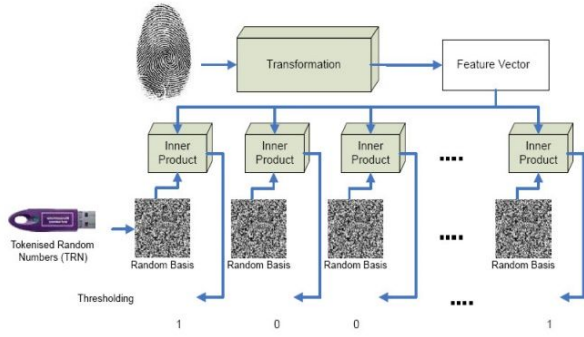 Transformation
Feature Vector
Inner
Product
Inner
Product
Inner
Product
....
Inner
Product
Tokenised Random
Numbers (TRN)
Random Basis
Random Basis
Random Basis
....
Random Basis
Thresholding
....
1
0
0
1